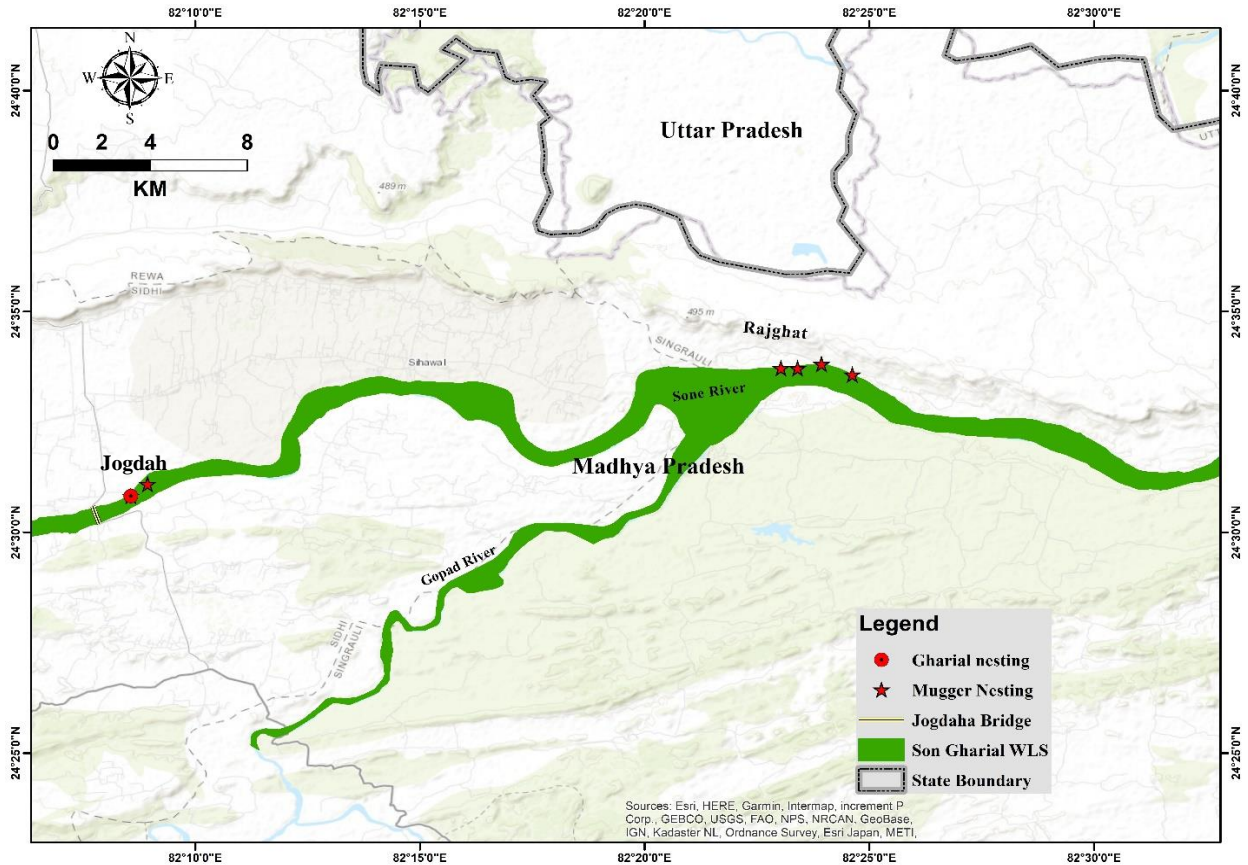 82°10'0"E
82°15'0"E
82°20'0"E
82°25'0"E
82°30'0"E
N
W E
S
0 2 4 8
KM
24°40'0"N
24°40'0"N
Uttar Pradesh
489 m
REWA
SIDHI
24°35'0"N
24°35'0"N
495 m
Rajghat
SINGRAULI
Sihawal
Sone River
Jogdah
Madhya Pradesh
24°30'0"N
24°30'0"N
Gopad River
SIDHI
SINGRAULI
24°25'0"N
24°25'0"N
Legend
Gharial nesting
Mugger Nesting
Jogdaha Bridge
Son Gharial WLS
State Boundary
Sources: Esri, HERE, Garmin, Intermap, increment P
Corp., GEBCO, USGS, FAO, NPS, NRCAN, GeoBase,
IGN, Kadaster NL, Ordnance Survey, Esri Japan, METI,
82°10'0"E
82°15'0"E
82°20'0"E
82°25'0"E
82°30'0"E